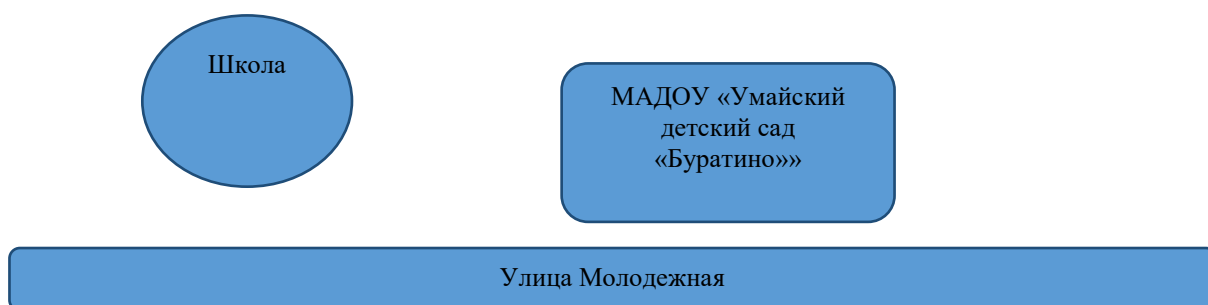 Школа
МАДОУ «Умайский
детский сад
«Буратино»»
Улица Молодежная